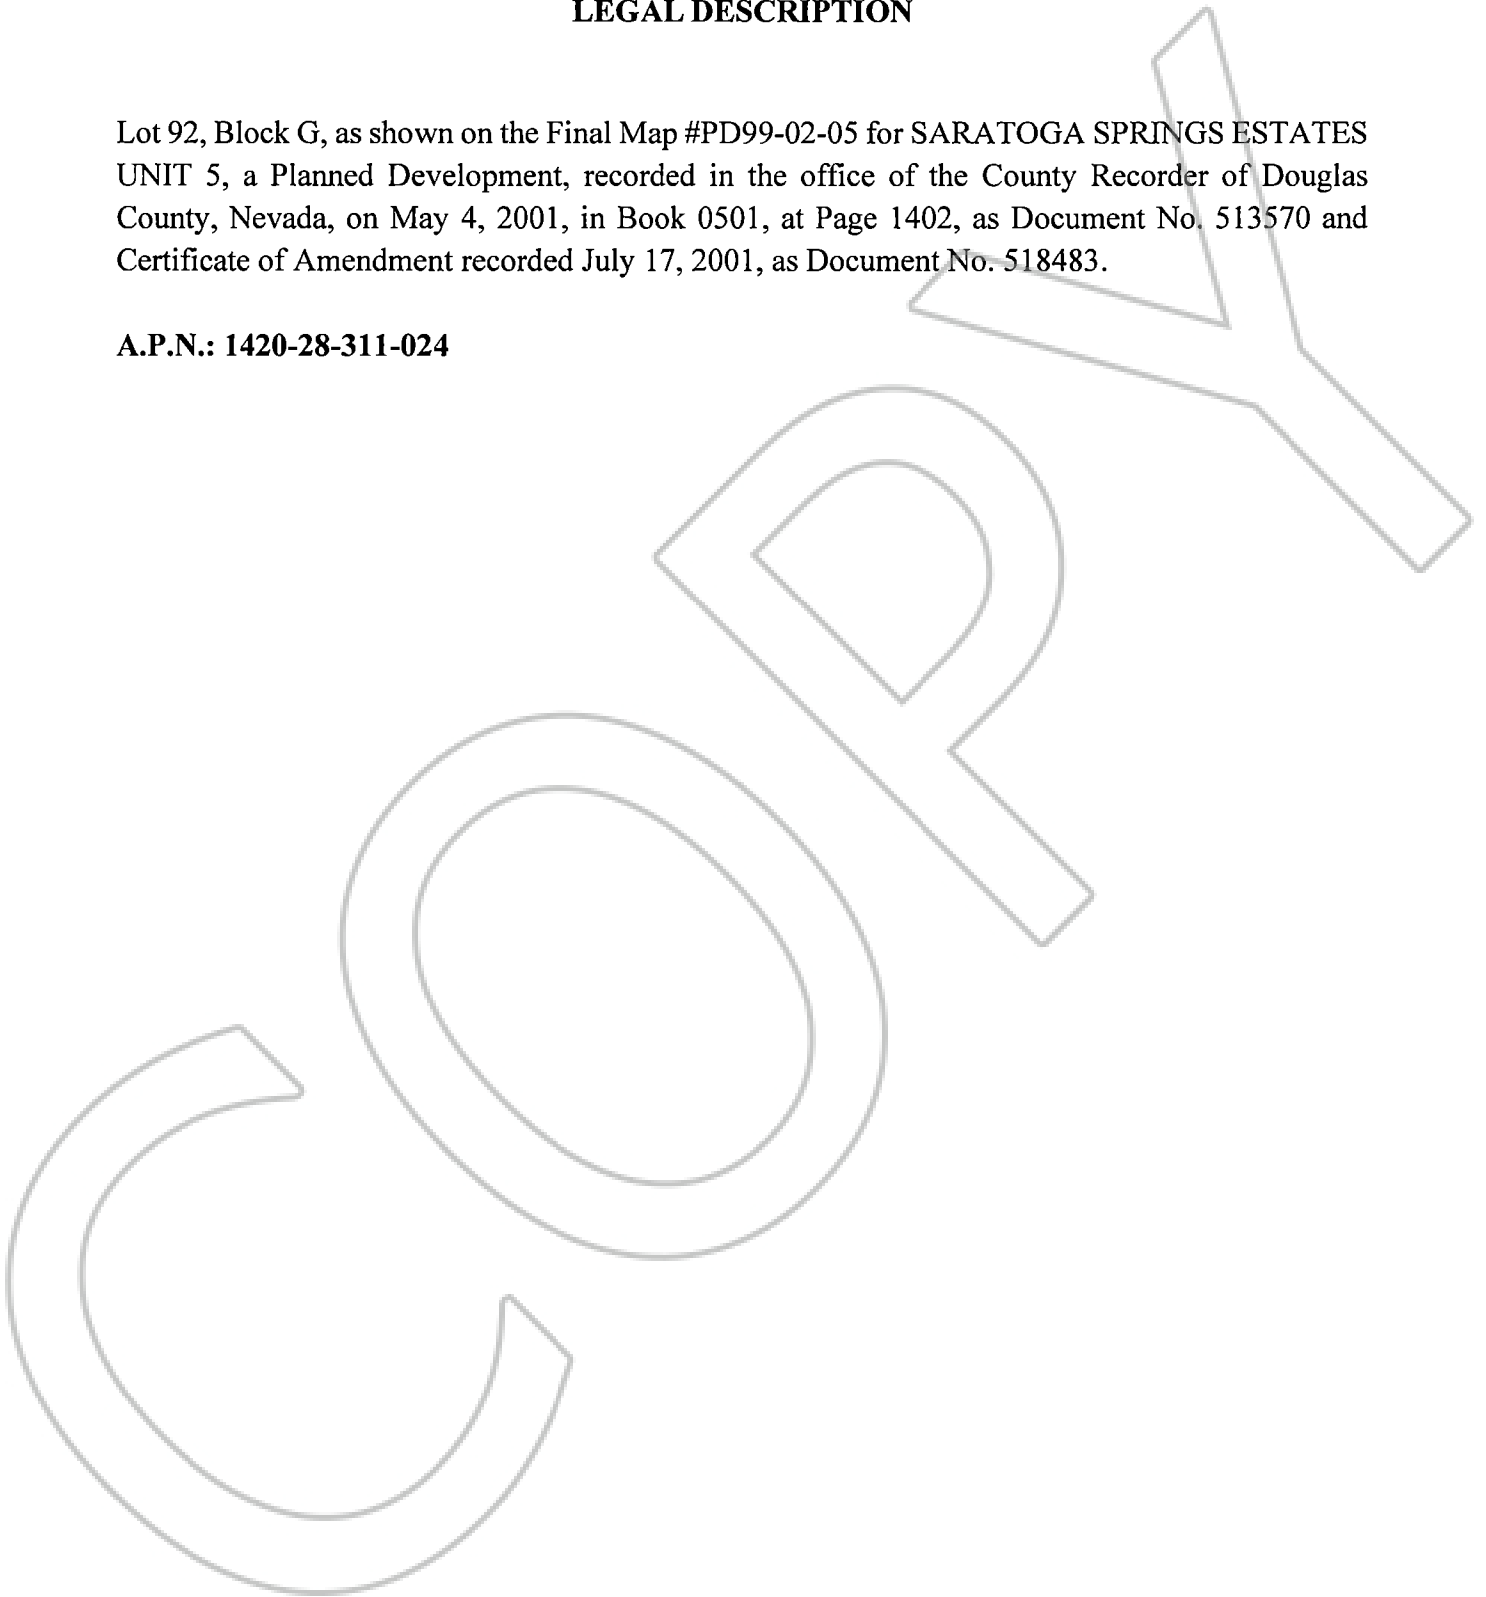 LEGAL DESCRIPTION
Lot 92, Block G, as shown on the Final Map #PD99-02-05 for SARATOGA SPRINGS ESTATES
UNIT 5, a Planned Development, recorded in the office of the County Recorder of Douglas
County, Nevada, on May 4, 2001, in Book 0501, at Page 1402, as Document No. 513570 and
Certificate of Amendment recorded July 17, 2001, as Document No. 518483.
A.P.N.: 1420-28-311-024
COPY